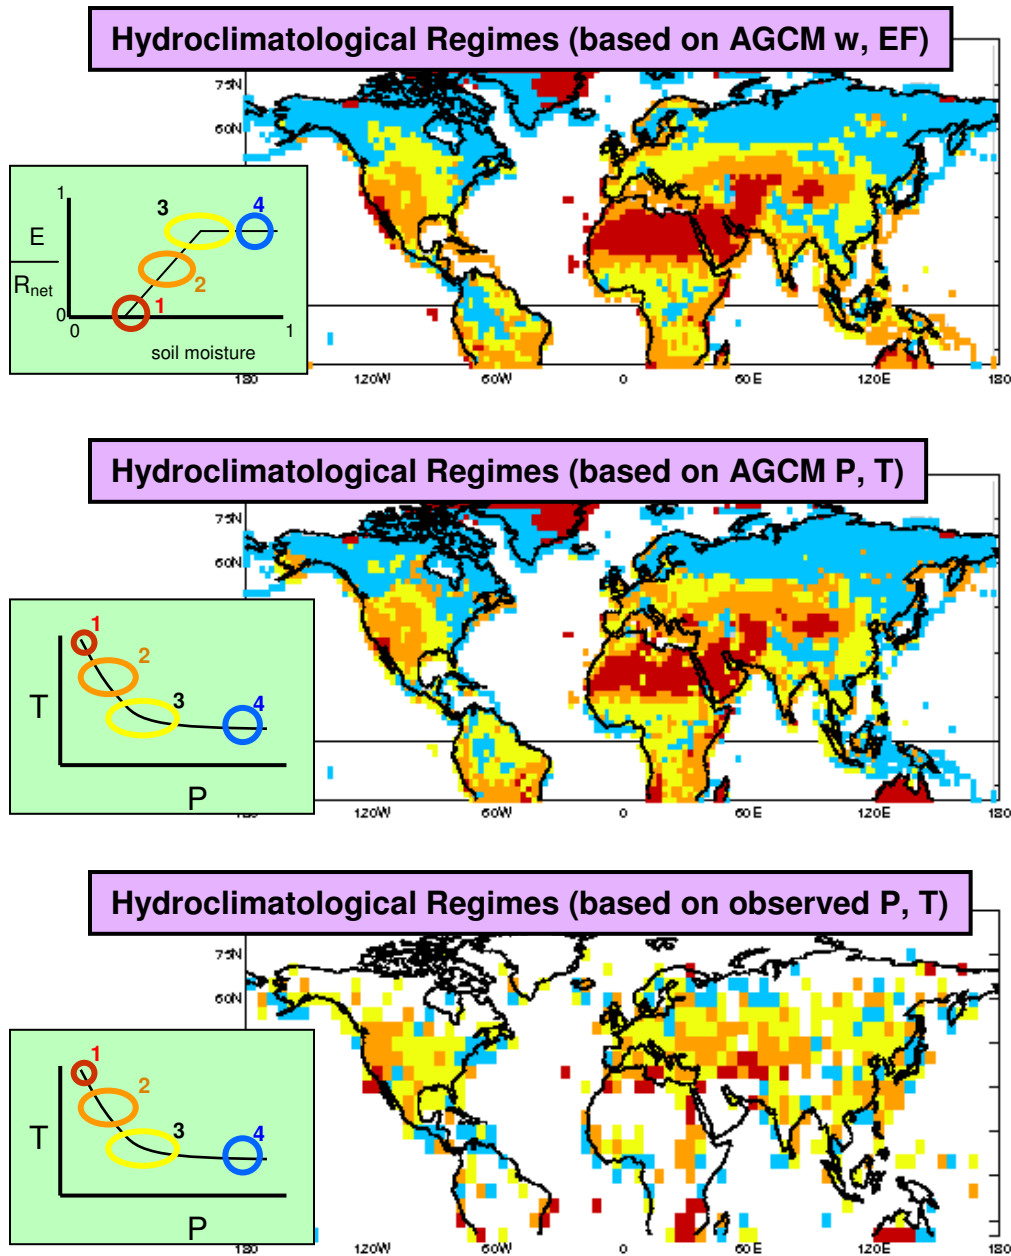 Hydroclimatological Regimes (based on AGCM w, EF)
75N
60N
1
3
4
E
R net
2
1
0
0
1
soil moisture
180
120W
60W
0
60E
120E
180
Hydroclimatological Regimes (based on AGCM P, T)
75N
60N
1
2
3
4
T
P
120W
60W
0
60E
120E
180
Hydroclimatological Regimes (based on observed P, T)
75N
60N
1
2
3
4
T
P
120W
60W
0
60E
120E
180